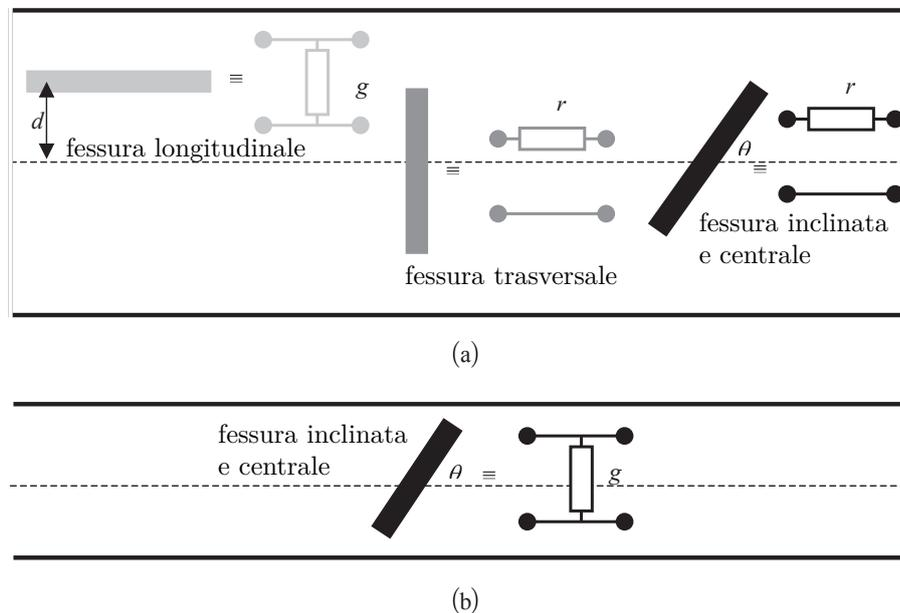 ≡
g
d
fessura longitudinale
≡
r
fessura trasversale
r
θ
≡
fessura inclinata
e centrale
(a)
fessura inclinata
e centrale
θ ≡
g
(b)